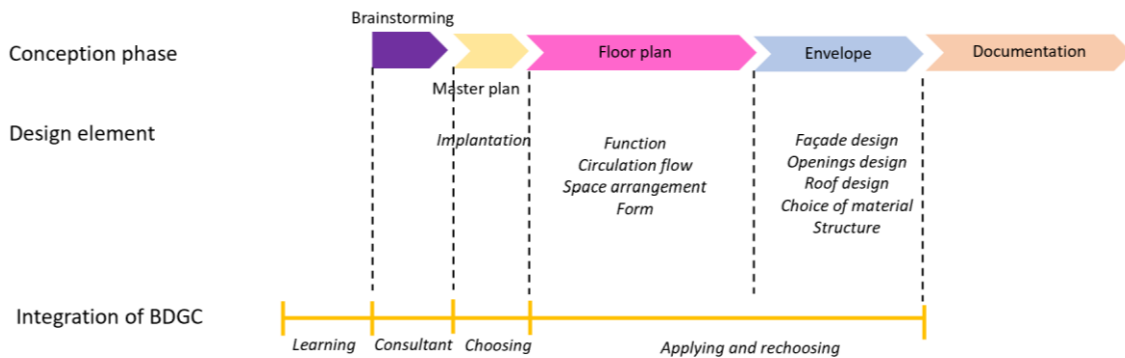 Brainstorming
Conception phase
Floor plan
Envelope
Documentation
Master plan
Design element
Implantation
Function
Circulation flow
Space arrangement
Form
Façade design
Openings design
Roof design
Choice of material
Structure
Integration of BDGC
Learning
Consultant
Choosing
Applying and rechoosing